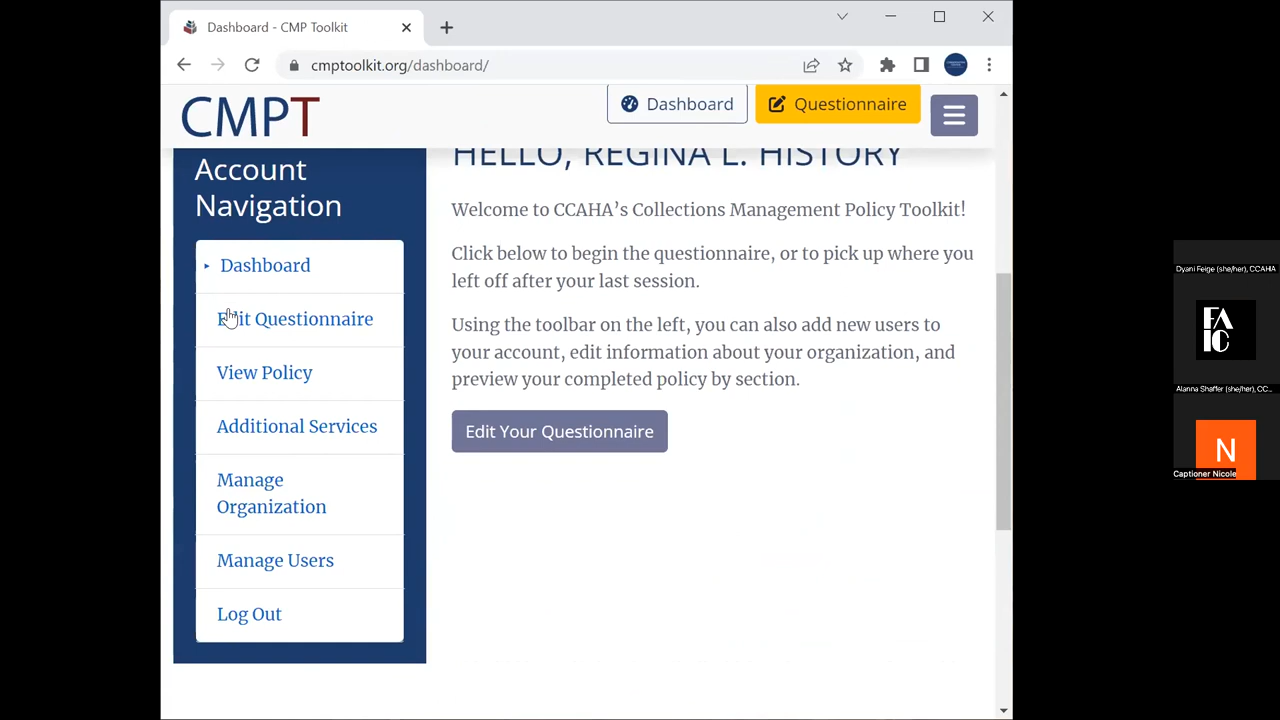 Dashboard - CMP Toolkit
cmptoolkit.org/dashboard/
CMPT
Dashboard
Questionnaire
Account
Navigation
Dashboard
Edit Questionnaire
View Policy
Additional Services
Manage
Organization
Manage Users
Log Out
HELLO, REGINA L. HISTORY
Welcome to CCAHA's Collections Management Policy Toolkit!
Click below to begin the questionnaire, or to pick up where you
left off after your last session.
Using the toolbar on the left, you can also add new users to
your account, edit information about your organization, and
preview your completed policy by section.
Edit Your Questionnaire
Dyani Feige (she/her), CCAHA
FAIC
Alanna Shaffer (she/her), CC...
N
Captioner Nicole